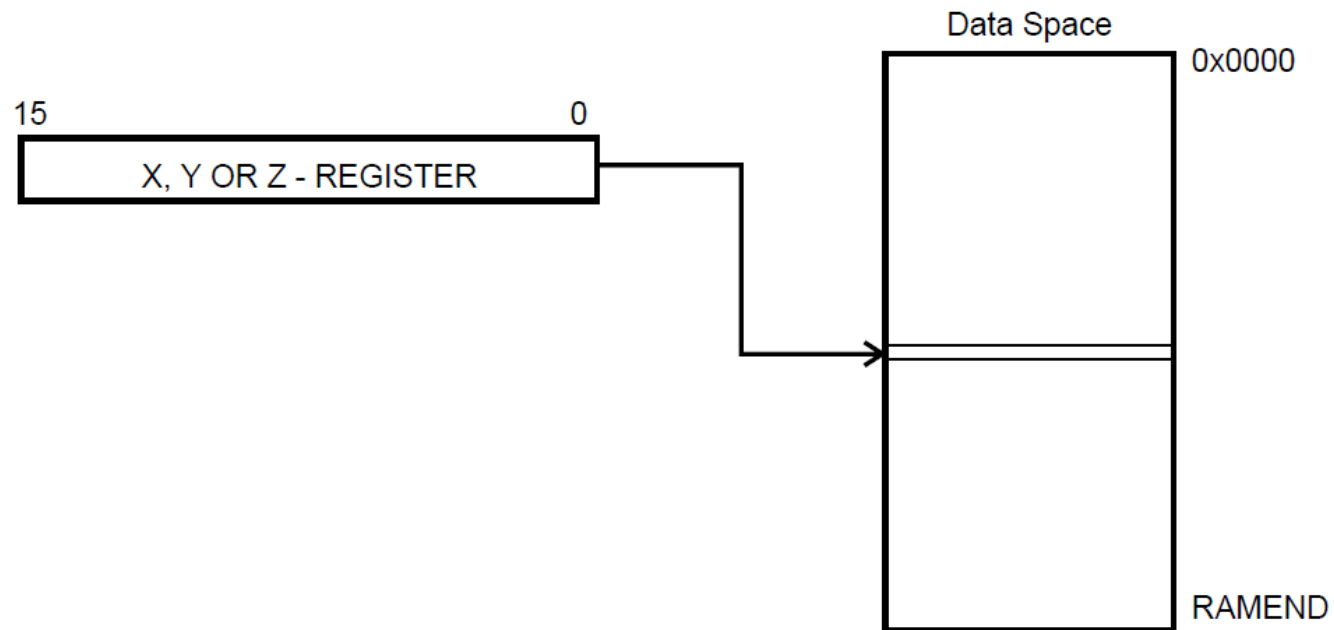 Data Space
0x0000
15 0
X, Y OR Z - REGISTER
RAMEND